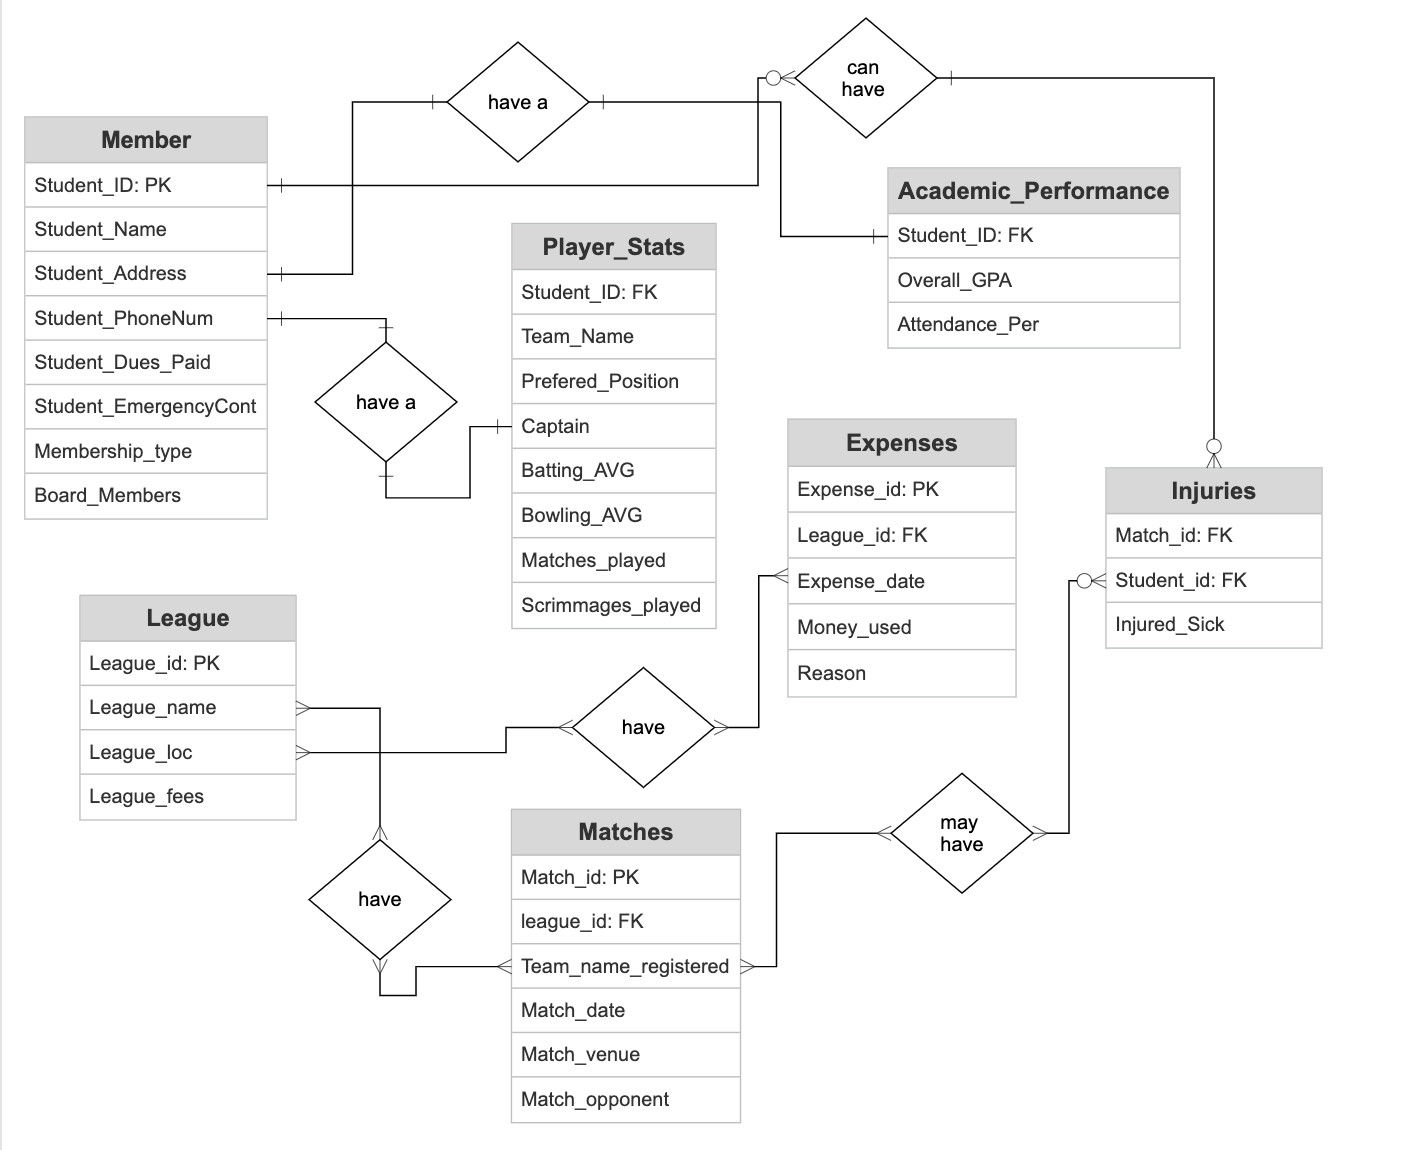 can
have
have a
Member
Student_ID: PK
Student_Name
Student_Address
Student_PhoneNum
Student_Dues_Paid
Student_EmergencyCont
Membership_type
Board_Members
have a
Player_Stats
Student_ID: FK
Team_Name
Prefered_Position
Captain
Batting_AVG
Bowling_AVG
Matches_played
Scrimmages_played
Academic_Performance
Student_ID: FK
Overall_GPA
Attendance_Per
Expenses
Expense_id: PK
League_id: FK
Expense_date
Money_used
Reason
Injuries
Match_id: FK
Student_id: FK
Injured_Sick
League
League_id: PK
League_name
League_loc
League_fees
have
have
Matches
Match_id: PK
league_id: FK
Team_name_registered
Match_date
Match_venue
Match_opponent
may
have